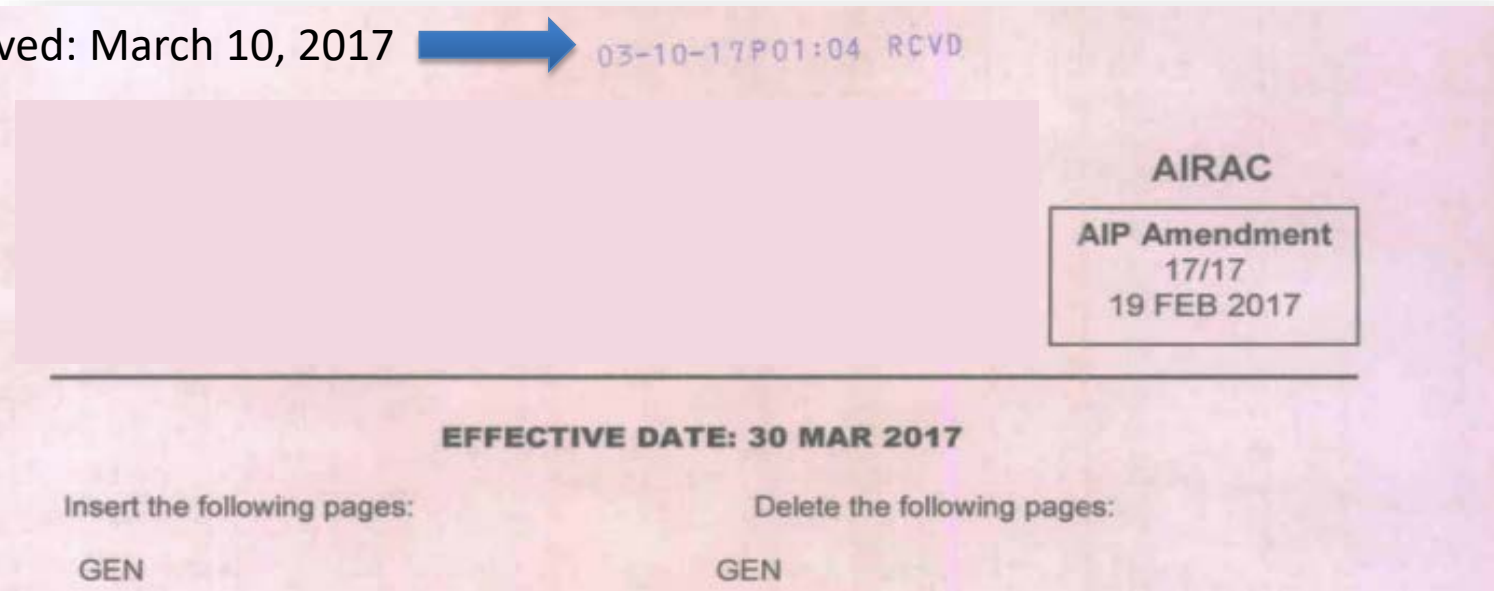 ved: March 10, 2017
03-10-17P01:04 RCVD
AIRAC
AIP Amendment
17/17
19 FEB 2017
EFFECTIVE DATE: 30 MAR 2017
Insert the following pages:
Delete the following pages:
GEN
GEN